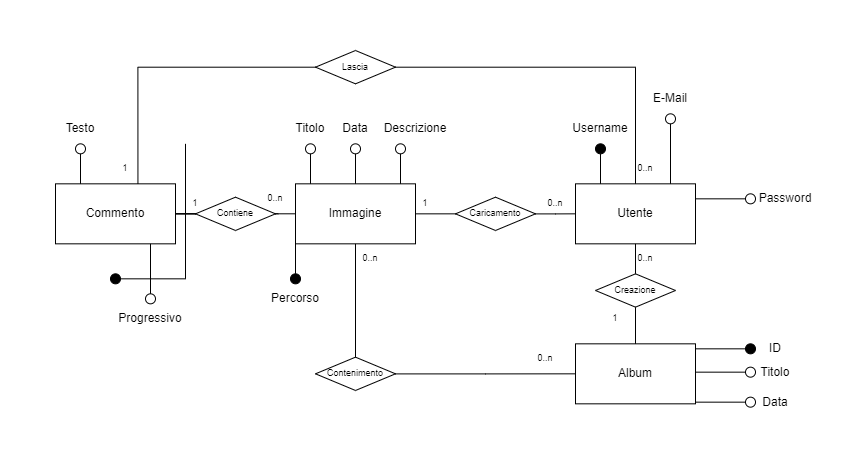 Lascia
E-Mail
Testo
Titolo
Data
Descrizione
Username
1
0..n
Password
1
0..n
1
0..n
Commento
Contiene
Immagine
Caricamento
Utente
0..n
0..n
Creazione
Progressivo
Percorso
1
0..n
ID
Contenimento
Album
Titolo
Data